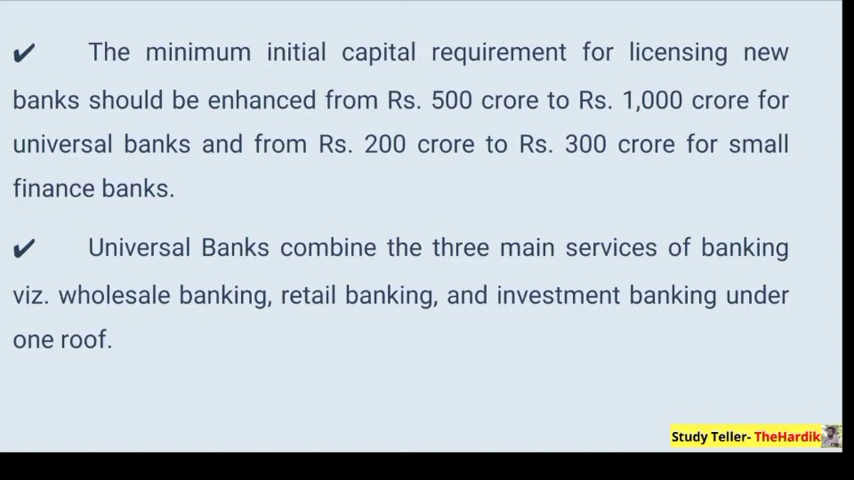 ✔ The minimum initial capital requirement for licensing new
banks should be enhanced from Rs. 500 crore to Rs. 1,000 crore for
universal banks and from Rs. 200 crore to Rs. 300 crore for small
finance banks.
✔ Universal Banks combine the three main services of banking
viz. wholesale banking, retail banking, and investment banking under
one roof.
Study Teller- TheHardik